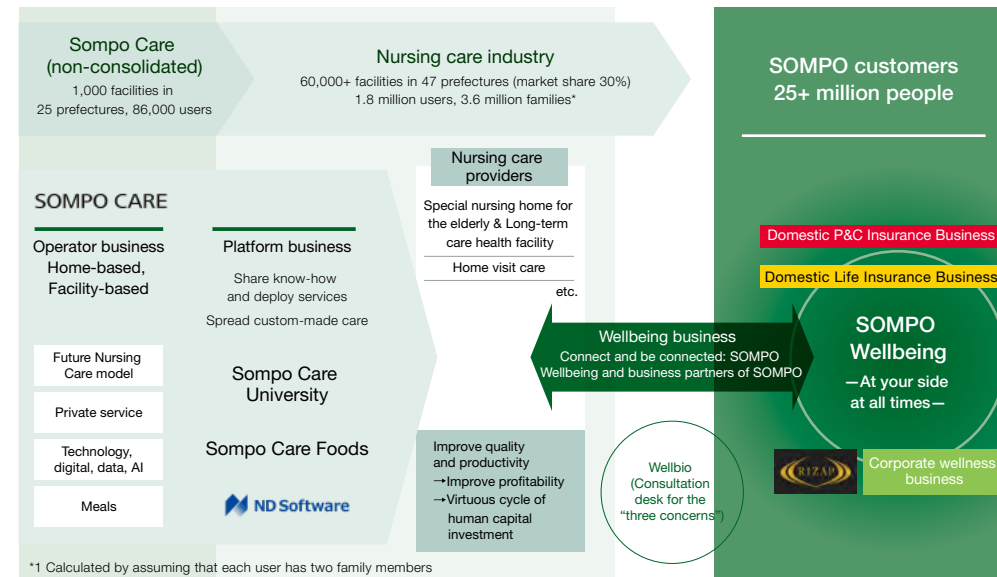 Sompo Care
(non-consolidated)
1,000 facilities in
25 prefectures, 86,000 users
Nursing care industry
60,000+ facilities in 47 prefectures (market share 30%)
1.8 million users, 3.6 million families*
SOMPO customers
25+ million people
SOMPO CARE
Operator business
Home-based,
Facility-based
Future Nursing
Care model
Private service
Technology,
digital, data, AI
Meals
Platform business
Share know-how
and deploy services
Spread custom-made care
Sompo Care
University
Sompo Care Foods
ND Software
Nursing care
providers
Special nursing home for
the elderly & Long-term
care health facility
Home visit care
etc.
Wellbeing business
Connect and be connected: SOMPO
Wellbeing and business partners of SOMPO
Improve quality
and productivity
→Improve profitability
→Virtuous cycle of
human capital
investment
Wellbio
(Consultation
desk for the
“three concerns”)
Domestic P&C Insurance Business
Domestic Life Insurance Business
SOMPO
Wellbeing
—At your side
at all times—
RIZAP
Corporate wellness
business
*1 Calculated by assuming that each user has two family members